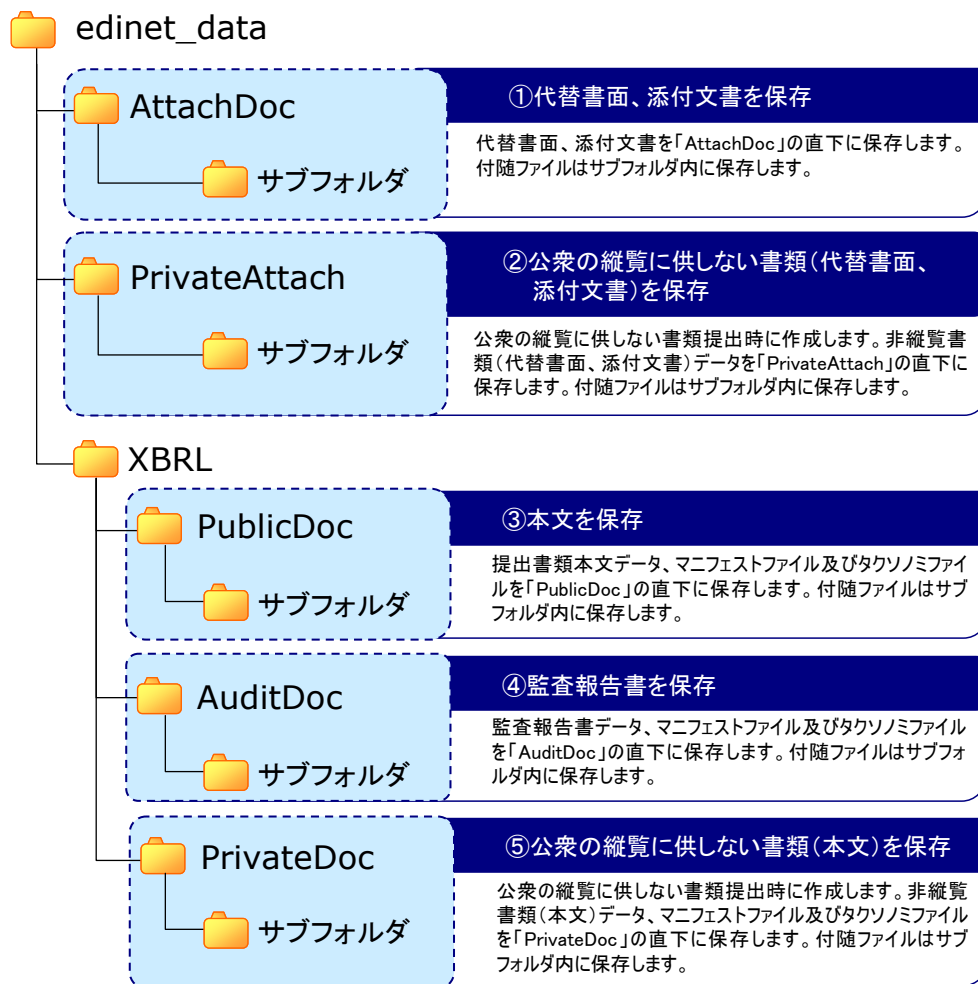 edinet_data
AttachDoc
サブフォルダ
①代替書面、添付文書を保存
代替書面、添付文書を「AttachDoc」の直下に保存します。
付随ファイルはサブフォルダ内に保存します。
PrivateAttach
サブフォルダ
②公衆の縦覧に供しない書類(代替書面、
添付文書)を保存
公衆の縦覧に供しない書類提出時に作成します。非縦覧書
類(代替書面、添付文書)データを「PrivateAttach」の直下に
保存します。付随ファイルはサブフォルダ内に保存します。
XBRL
PublicDoc
サブフォルダ
③本文を保存
提出書類本文データ、マニフェストファイル及びタクソノミファイ
ルを「PublicDoc」の直下に保存します。付随ファイルはサブ
フォルダ内に保存します。
AuditDoc
サブフォルダ
④監査報告書を保存
監査報告書データ、マニフェストファイル及びタクソノミファイル
を「AuditDoc」の直下に保存します。付随ファイルはサブフォ
ルダ内に保存します。
PrivateDoc
サブフォルダ
⑤公衆の縦覧に供しない書類(本文)を保存
公衆の縦覧に供しない書類提出時に作成します。非縦覧
書類(本文)データ、マニフェストファイル及びタクソノミファイル
を「PrivateDoc」の直下に保存します。付随ファイルはサブ
フォルダ内に保存します。